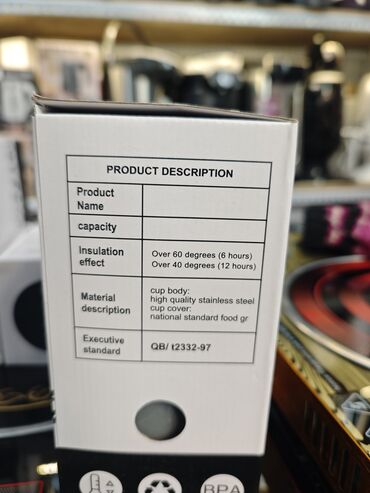 PRODUCT DESCRIPTION
Product
Name
capacity
Insulation
effect
Over 60 degrees (6 hours)
Over 40 degrees (12 hours)
Material
description
cup body:
high quality stainless steel
cup cover:
national standard food gr
Executive
standard
QB/ t2332-97
BPA